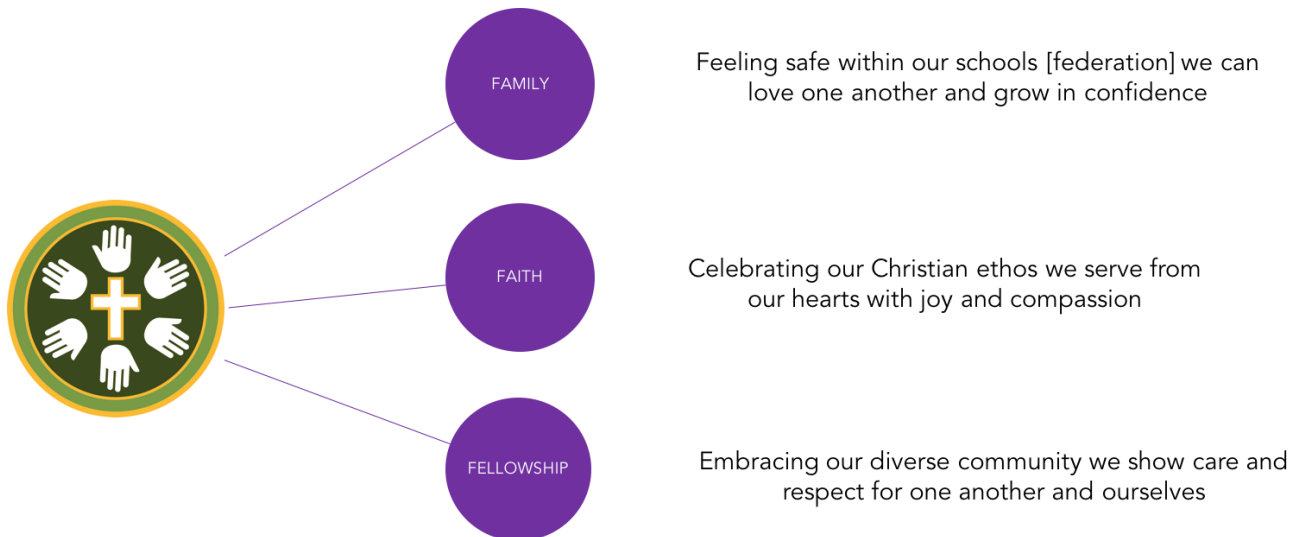 FAMILY
Feeling safe within our schools [federation] we can
love one another and grow in confidence
FAITH
Celebrating our Christian ethos we serve from
our hearts with joy and compassion
FELLOWSHIP
Embracing our diverse community we show care and
respect for one another and ourselves